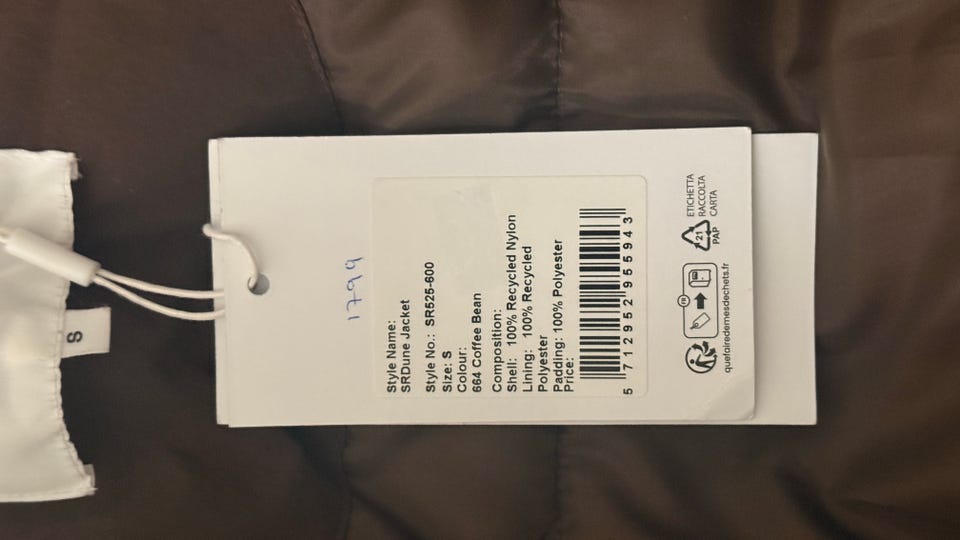 S
1799
Style Name:
SRDune Jacket
Style No.: SR525-600
Size: S
Colour:
664 Coffee Bean
Composition:
Shell: 100% Recycled Nylon
Lining: 100% Recycled
Polyester
Padding: 100% Polyester
Price:
5 712952 955943
FR
quefairedemesdechets.fr
21
PAP
ETICHETTA
RACCOLTA
CARTA